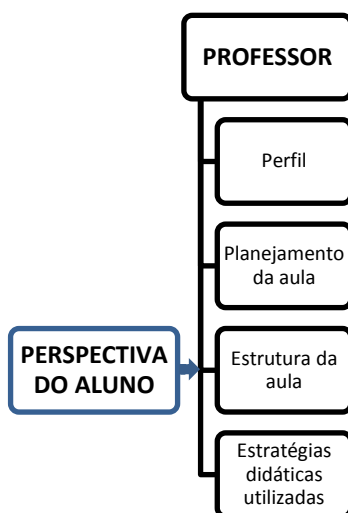 PROFESSOR
Perfil
Planejamento
da aula
PERSPECTIVA
DO ALUNO
Estrutura da
aula
Estratégias
didáticas
utilizadas